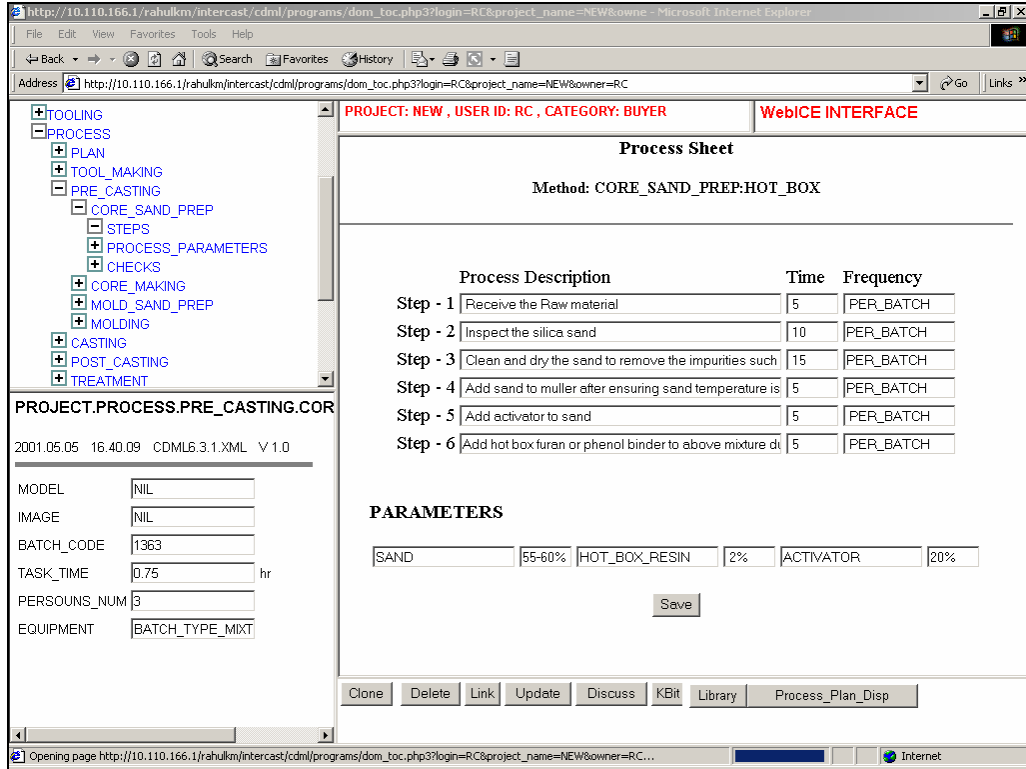 http://10.110.166.1/rahulkm/intercast/cdml/programs/dom_toc.php3?login=RC&project_name=NEW&owne - Microsoft Internet Explorer
File Edit View Favorites Tools Help
Back Search Favorites History
Address http://10.110.166.1/rahulkm/intercast/cdml/programs/dom_toc.php3?login=RC&project_name=NEW&owner=RC Go Links »
TOOLING
PROCESS
PLAN
TOOL_MAKING
PRE_CASTING
CORE_SAND_PREP
STEPS
PROCESS_PARAMETERS
CHECKS
CORE_MAKING
MOLD_SAND_PREP
MOLDING
CASTING
POST_CASTING
TREATMENT
PROJECT.PROCESS.PRE_CASTING.COR
2001.05.05 16.40.09 CDML6.3.1.XML V 1.0
MODEL NIL
IMAGE NIL
BATCH_CODE 1363
TASK_TIME 0.75 hr
PERSOUNS_NUM 3
EQUIPMENT BATCH_TYPE_MIXT
PROJECT: NEW , USER ID: RC , CATEGORY: BUYER WebICE INTERFACE
Process Sheet
Method: CORE_SAND_PREP:HOT_BOX
Process Description Time Frequency
Step - 1 Receive the Raw material 5 PER_BATCH
Step - 2 Inspect the silica sand 10 PER_BATCH
Step - 3 Clean and dry the sand to remove the impurities such 15 PER_BATCH
Step - 4 Add sand to muller after ensuring sand temperature is 5 PER_BATCH
Step - 5 Add activator to sand 5 PER_BATCH
Step - 6 Add hot box furan or phenol binder to above mixture du 5 PER_BATCH
PARAMETERS
SAND 55-60% HOT_BOX_RESIN 2% ACTIVATOR 20%
Save
Clone Delete Link Update Discuss KBit Library Process_Plan_Disp
Opening page http://10.110.166.1/rahulkm/intercast/cdml/programs/dom_toc.php3?login=RC&project_name=NEW&owner=RC... Internet